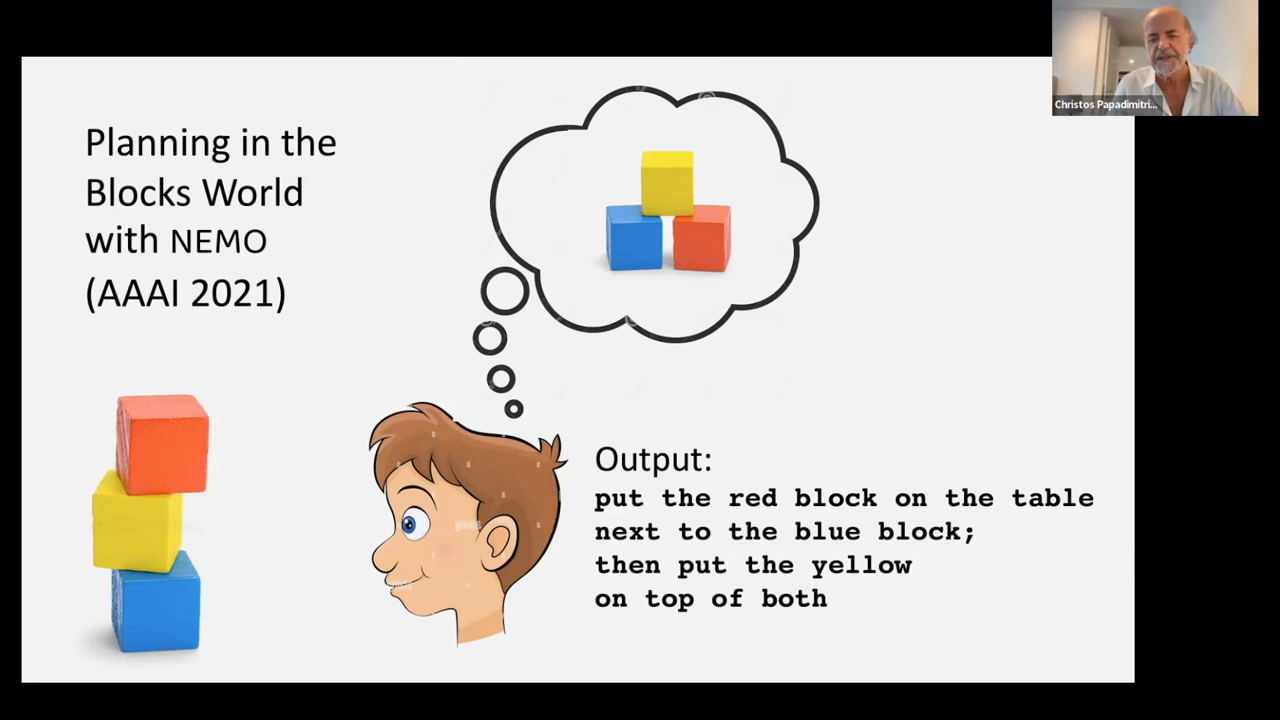 Christos Papadimitri...
Planning in the
Blocks World
with NEMO
(AAAI 2021)
Output:
put the red block on the table
next to the blue block;
then put the yellow
on top of both